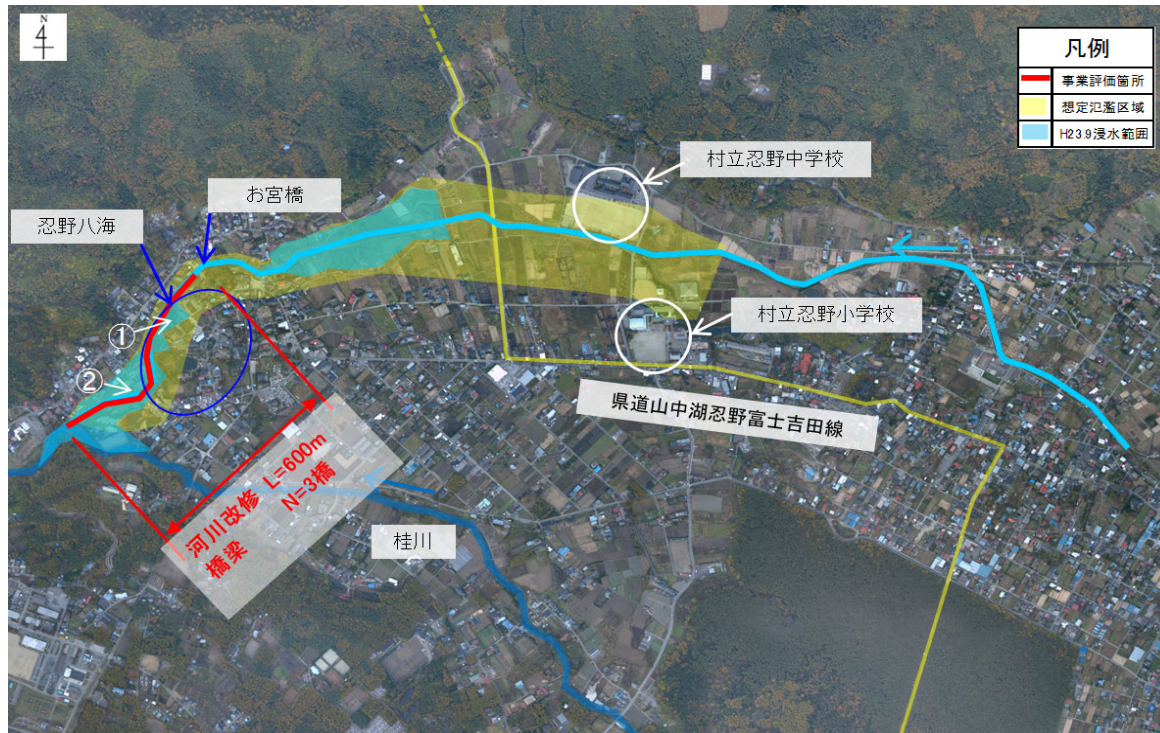 N
凡例
事業評価箇所
想定氾濫区域
H23.9浸水範囲
村立忍野中学校
お宮橋
忍野八海
①
村立忍野小学校
②
県道山中湖忍野富士吉田線
河川改修 L=600m
橋梁 N=3橋
桂川